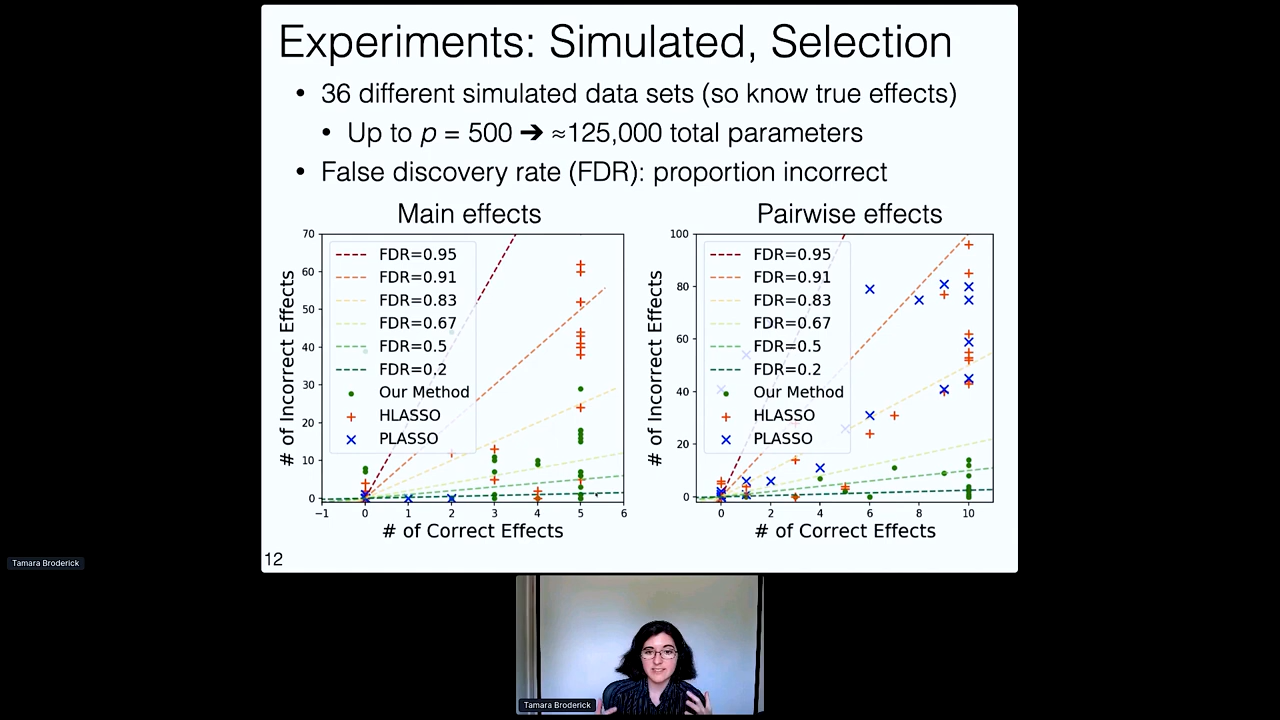 Experiments: Simulated, Selection
• 36 different simulated data sets (so know true effects)
• Up to p = 500 ➔ ≈125,000 total parameters
• False discovery rate (FDR): proportion incorrect
Main effects
70
60
50
40
30
20
10
0
# of Incorrect Effects
FDR=0.95
FDR=0.91
FDR=0.83
FDR=0.67
FDR=0.5
FDR=0.2
Our Method
HLASSO
PLASSO
−1 0 1 2 3 4 5 6
# of Correct Effects
Pairwise effects
100
80
60
40
20
0
# of Incorrect Effects
FDR=0.95
FDR=0.91
FDR=0.83
FDR=0.67
FDR=0.5
FDR=0.2
Our Method
HLASSO
PLASSO
0 2 4 6 8 10
# of Correct Effects
12
Tamara Broderick
Tamara Broderick